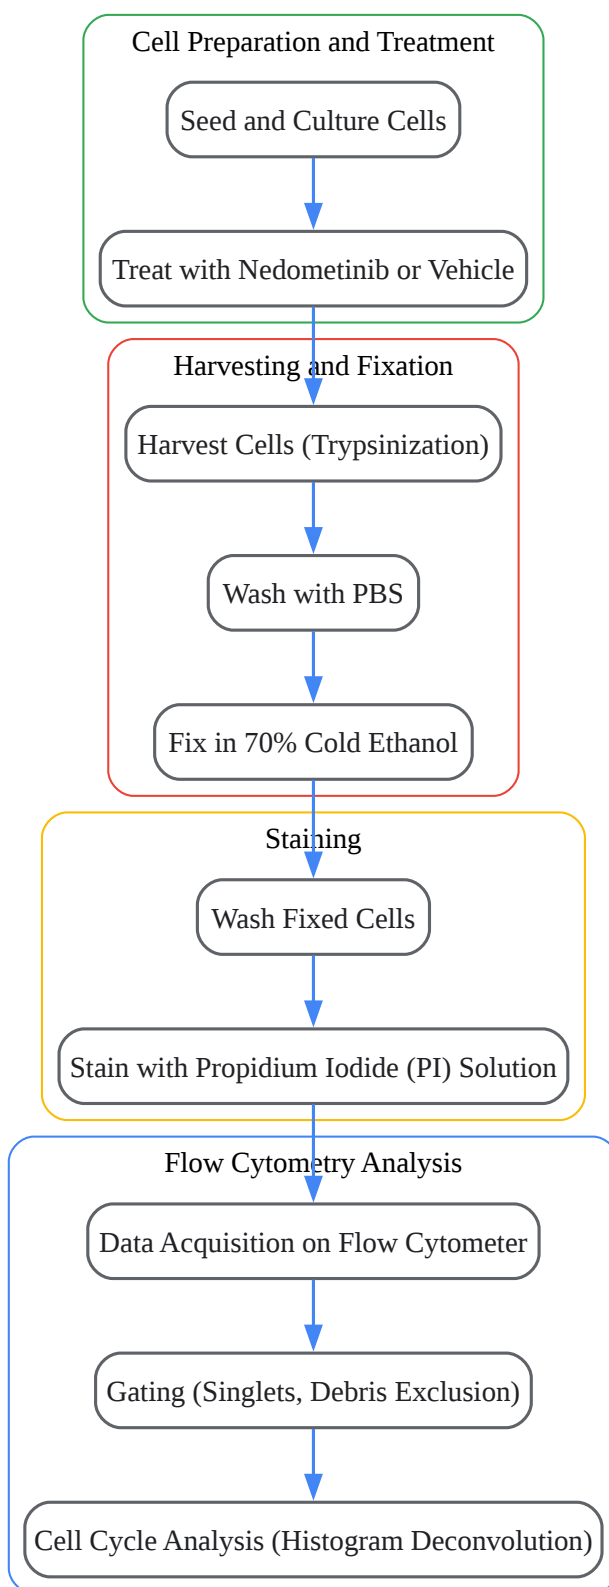 Cell Preparation and Treatment
Seed and Culture Cells
Treat with Nedometinib or Vehicle
Harvesting and Fixation
Harvest Cells (Trypsinization)
Wash with PBS
Fix in 70% Cold Ethanol
Staining
Wash Fixed Cells
Stain with Propidium Iodide (PI) Solution
Flow Cytometry Analysis
Data Acquisition on Flow Cytometer
Gating (Singlets, Debris Exclusion)
Cell Cycle Analysis (Histogram Deconvolution)